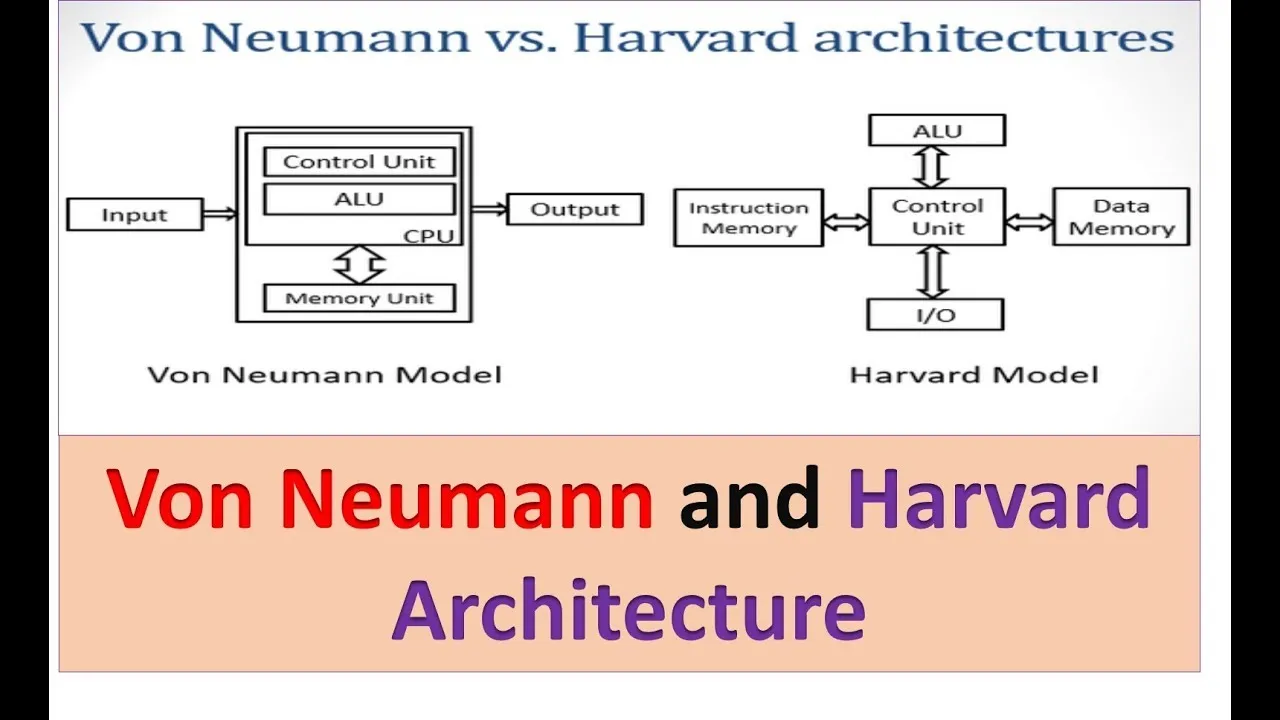 Von Neumann vs. Harvard architectures
Control Unit
ALU
CPU
Memory Unit
Input
Output
Von Neumann Model
ALU
Instruction
Memory
Control
Unit
Data
Memory
I/O
Harvard Model
Von Neumann and Harvard
Architecture